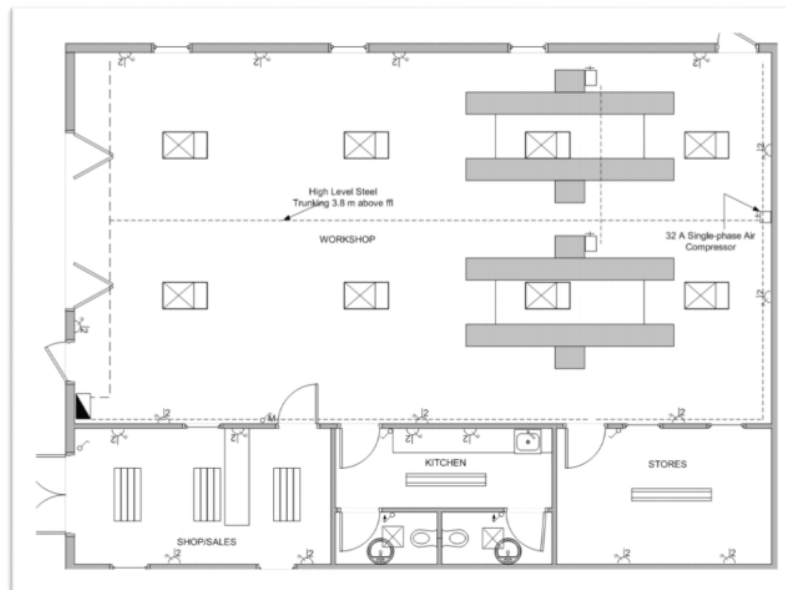 High Level Steel
Trunking 3.8 m above ffl
WORKSHOP
32 A Single-phase Air
Compressor
M
KITCHEN
STORES
SHOP/SALES